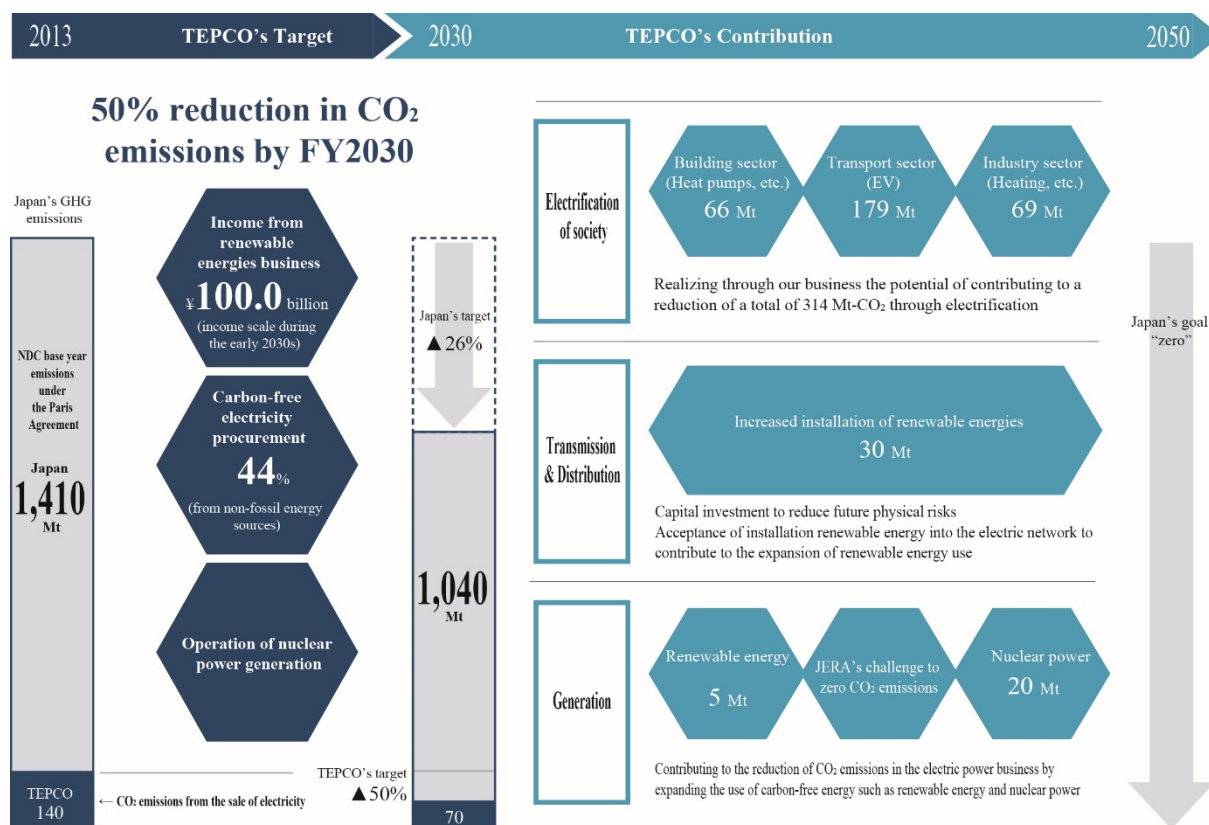 2013
TEPCO's Target
2030
TEPCO's Contribution
2050
50% reduction in CO₂
emissions by FY2030
Japan's GHG
emissions
NDC base year
emissions
under
the Paris
Agreement
Japan
1,410
Mt
TEPCO
140
← CO₂ emissions from the sale of electricity
Income from
renewable
energies business
¥100.0 billion
(income scale during
the early 2030s)
Carbon-free
electricity
procurement
44%
(from non-fossil energy
sources)
Operation of nuclear
power generation
Japan's target
▲26%
1,040
Mt
TEPCO's target
▲50%
70
Electrification
of society
Building sector
(Heat pumps, etc.)
66 Mt
Transport sector
(EV)
179 Mt
Industry sector
(Heating, etc.)
69 Mt
Realizing through our business the potential of contributing to a
reduction of a total of 314 Mt-CO₂ through electrification
Transmission
& Distribution
Increased installation of renewable energies
30 Mt
Capital investment to reduce future physical risks
Acceptance of installation renewable energy into the electric network to
contribute to the expansion of renewable energy use
Generation
Renewable energy
5 Mt
JERA's challenge to
zero CO₂ emissions
Nuclear power
20 Mt
Contributing to the reduction of CO₂ emissions in the electric power business by
expanding the use of carbon-free energy such as renewable energy and nuclear power
Japan's goal
"zero"